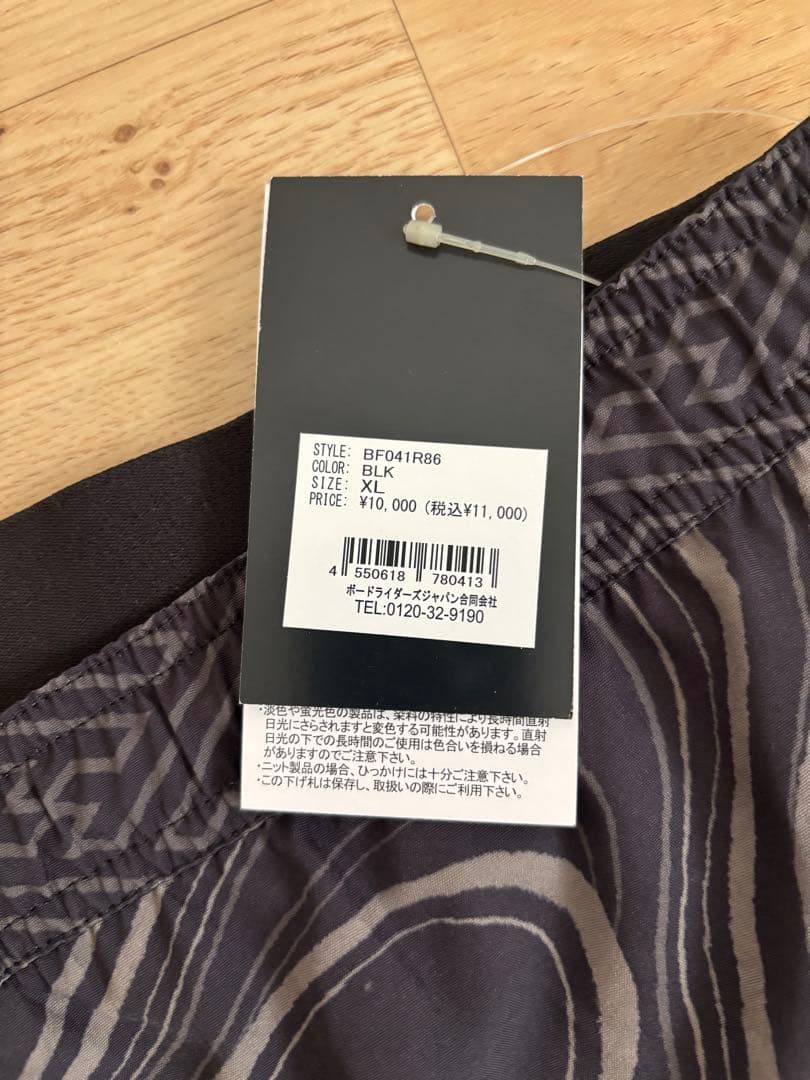 STYLE: BF041R86
COLOR: BLK
SIZE: XL
PRICE: ¥10,000 (税込¥11,000)
4 550618 780413
ボードライダーズジャパン合同会社
TEL:0120-32-9190
・淡色や蛍光色の製品は、染料の特性により長時間直射
日光にさらされますと変色する可能性があります。直射
日光の下での長時間のご使用は色合いを損ねる場合
がありますのでご注意下さい。
・ニット製品の場合、ひっかけには十分ご注意下さい。
・この下げ札は保存し、取扱いの際にご利用下さい。